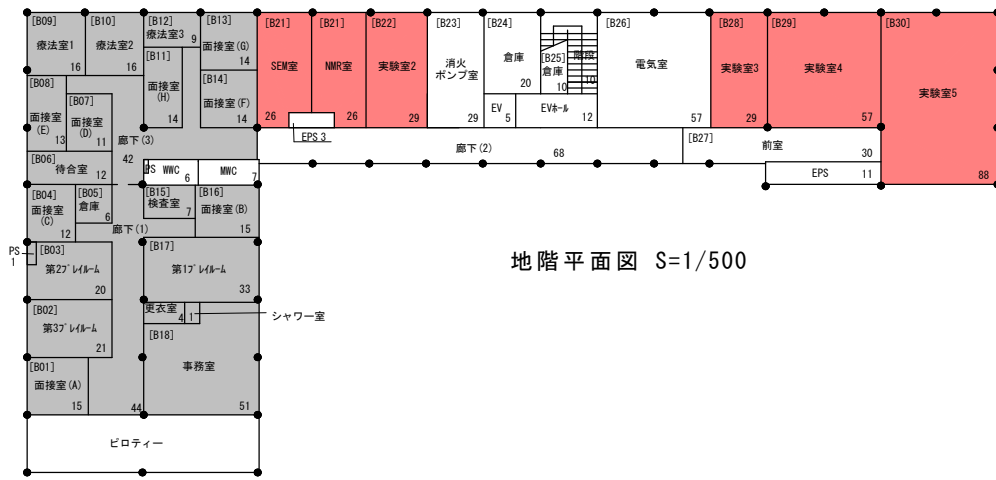 [B09]
療法室1
16
[B10]
療法室2
16
[B12]
療法室3
9
[B13]
面接室(G)
14
[B11]
面接室
(H)
14
[B14]
面接室(F)
14
[B08]
面接室
(E)
13
[B07]
面接室
(D)
11
廊下(3)
42
[B06]
待合室
12
PS
WWC
6
MWC
7
[B04]
面接室
(C)
12
[B05]
倉庫
6
[B15]
検査室
7
[B16]
面接室(B)
15
廊下(1)
PS
1
[B03]
第2プレイルーム
20
[B17]
第1プレイルーム
33
[B02]
第3プレイルーム
21
更衣室
4
1
シャワー室
[B18]
事務室
51
[B01]
面接室(A)
15
44
ピロティー
[B21]
SEM室
26
[B21]
NMR室
26
[B22]
実験室2
29
[B23]
消火
ポンプ室
29
[B24]
倉庫
20
[B25]
倉庫
10
階段
10
EV
5
EVホール
12
[B26]
電気室
57
[B28]
実験室3
29
[B29]
実験室4
57
[B30]
実験室5
88
EPS 3
廊下(2)
68
[B27]
前室
30
EPS
11
地階平面図 S=1/500